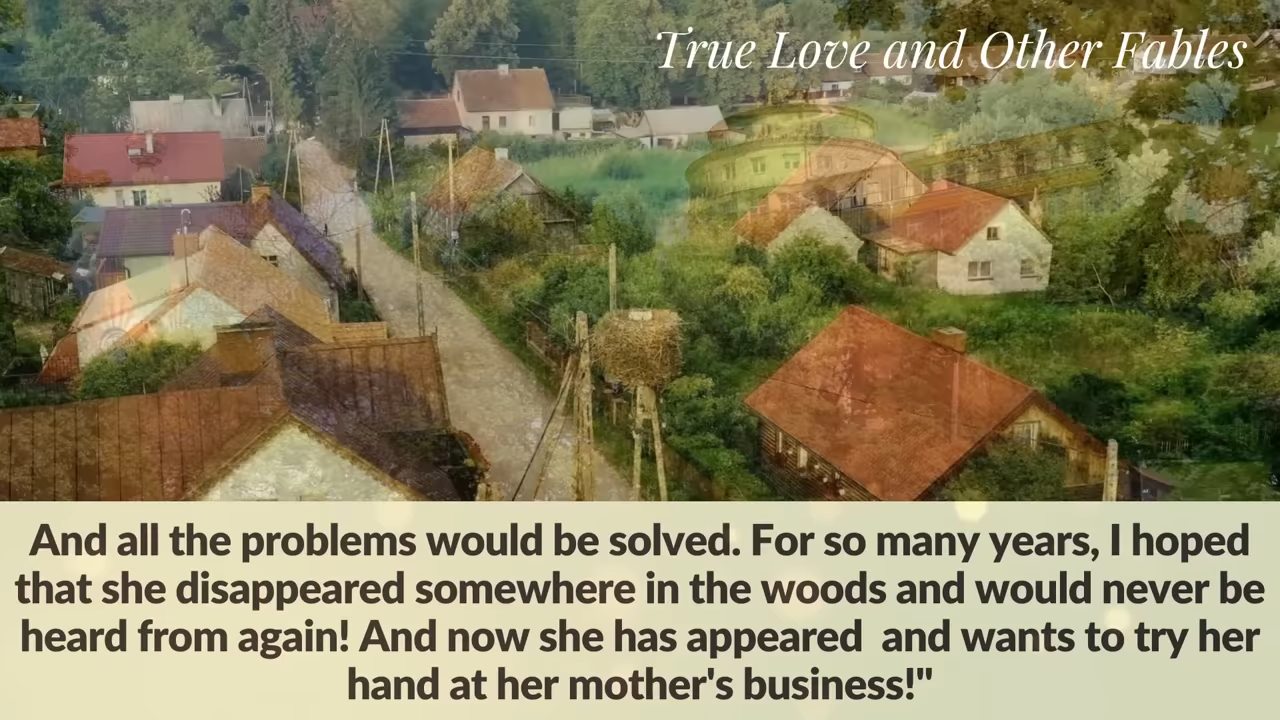 True Love and Other Fables
And all the problems would be solved. For so many years, I hoped
that she disappeared somewhere in the woods and would never be
heard from again! And now she has appeared  and wants to try her
hand at her mother's business!"